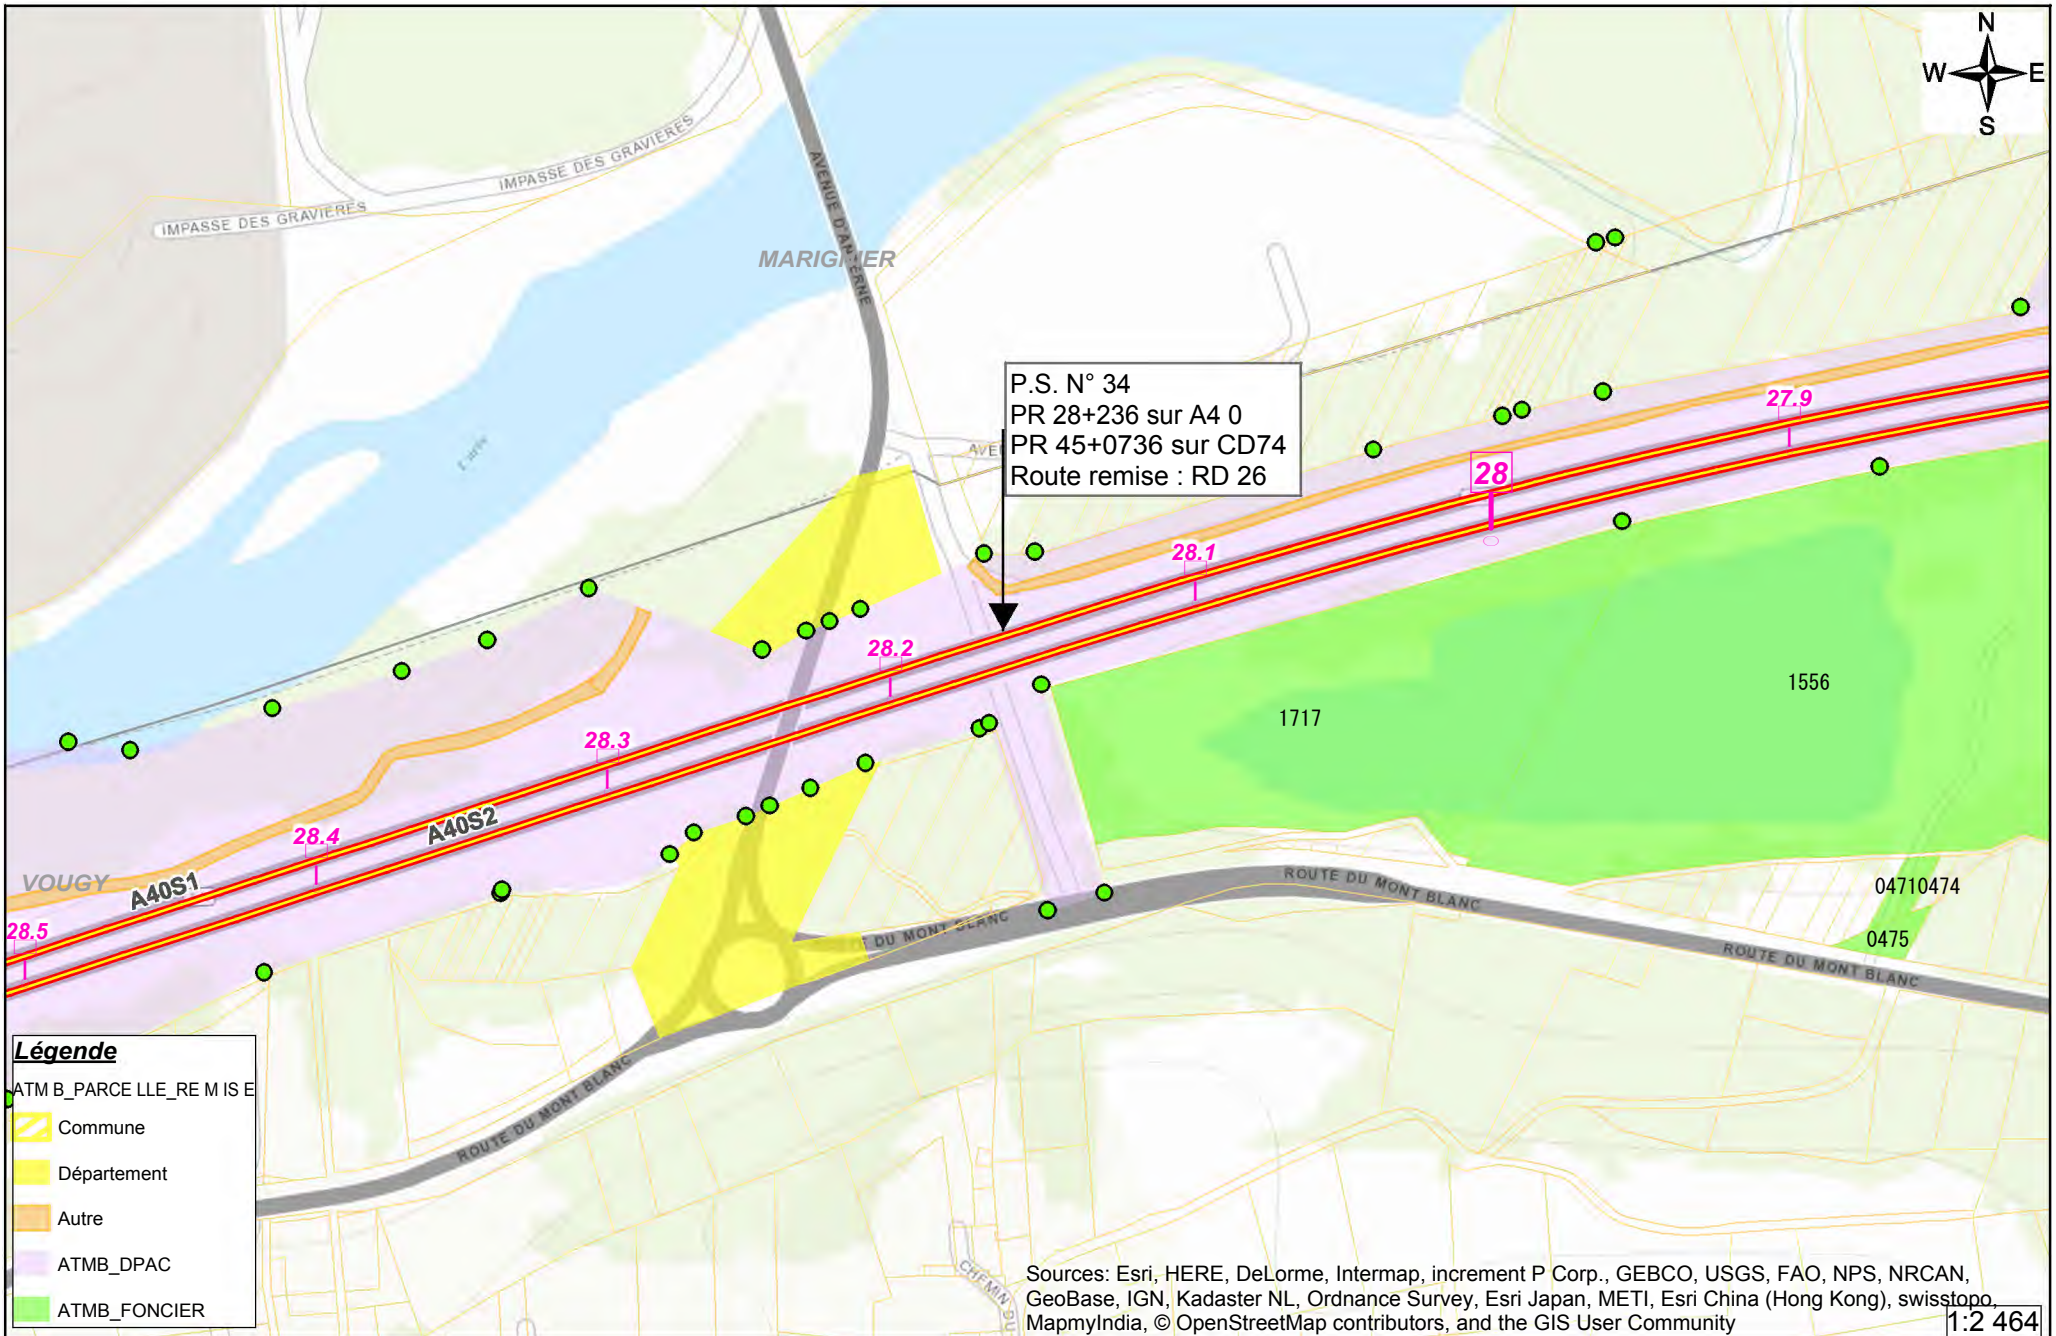 N
W E
S
IMPASSE DES GRAVIERES
IMPASSE DES GRAVIERES
AVENUE D'ANTERNE
MARIGNIER
L'arve
P.S. N° 34
PR 28+236 sur A4 0
PR 45+0736 sur CD74
Route remise : RD 26
27.9
28
28.1
28.2
28.3
28.4
28.5
A40S2
A40S1
VOUGY
1556
1717
04710474
0475
ROUTE DU MONT BLANC
ROUTE DU MONT BLANC
DU MONT BLANC
ROUTE DU MONT BLANC
CHEMIN DU
Légende
ATM B_PARCE LLE_RE M IS E
Commune
Département
Autre
ATMB_DPAC
ATMB_FONCIER
Sources: Esri, HERE, DeLorme, Intermap, increment P Corp., GEBCO, USGS, FAO, NPS, NRCAN,
GeoBase, IGN, Kadaster NL, Ordnance Survey, Esri Japan, METI, Esri China (Hong Kong), swisstopo,
MapmyIndia, © OpenStreetMap contributors, and the GIS User Community
1:2 464